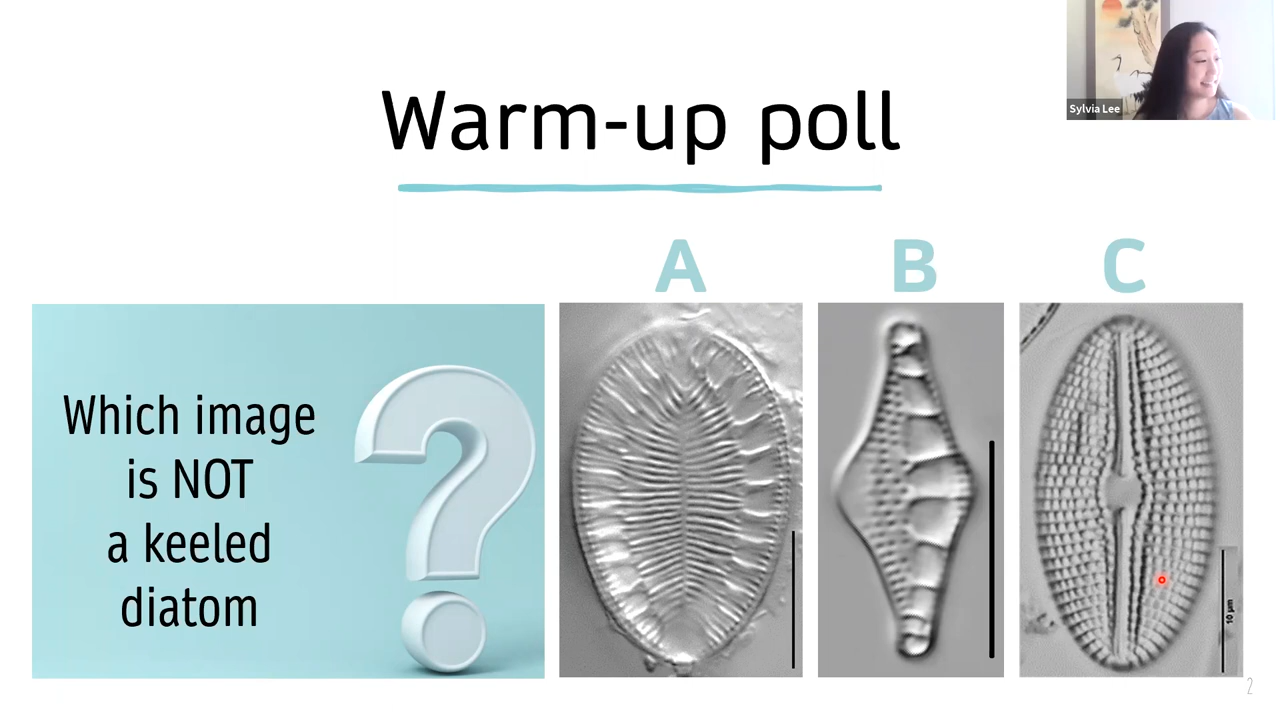 Warm-up poll
Sylvia Lee
A B C
Which image
is NOT
a keeled
diatom
?
10 µm
2